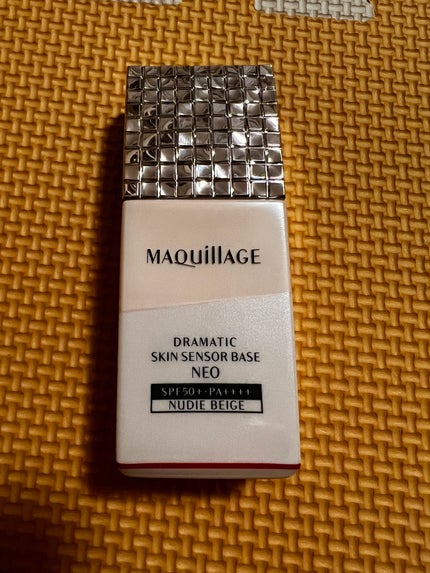 MAQuillAGE
DRAMATIC
SKIN SENSOR BASE
NEO
SPF50+·PA++++
NUDIE BEIGE